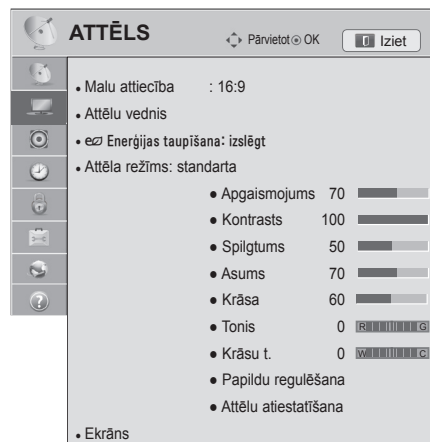 ATTĒLS
Pārvietot OK
Iziet
• Malu attiecība : 16:9
• Attēlu vednis
• e Enerģijas taupīšana: izslēgt
• Attēla režīms: standarta
● Apgaismojums 70
● Kontrasts 100
● Spilgtums 50
● Asums 70
● Krāsa 60
● Tonis 0 R G
● Krāsu t. 0 W C
● Papildu regulēšana
● Attēlu atiestatīšana
• Ekrāns